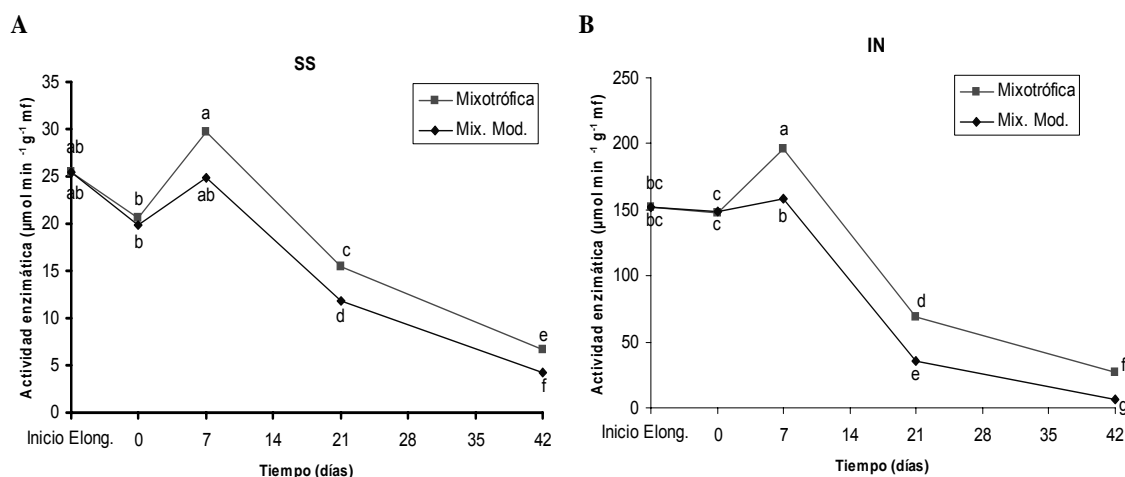 A
SS
Actividad enzimática (µmol min -1 g-1 mf)
35
30
25
20
15
10
5
0
Mixotrófica
Mix. Mod.
ab
ab
b
b
a
ab
c
d
e
f
Inicio Elong. 0 7 14 21 28 35 42
Tiempo (días)
B
IN
Actividad enzimática (µmol min -1 g-1 mf)
250
200
150
100
50
0
Mixotrófica
Mix. Mod.
bc
bc
c
c
a
b
d
e
f
g
Inicio Elong. 0 7 14 21 28 35 42
Tiempo (días)